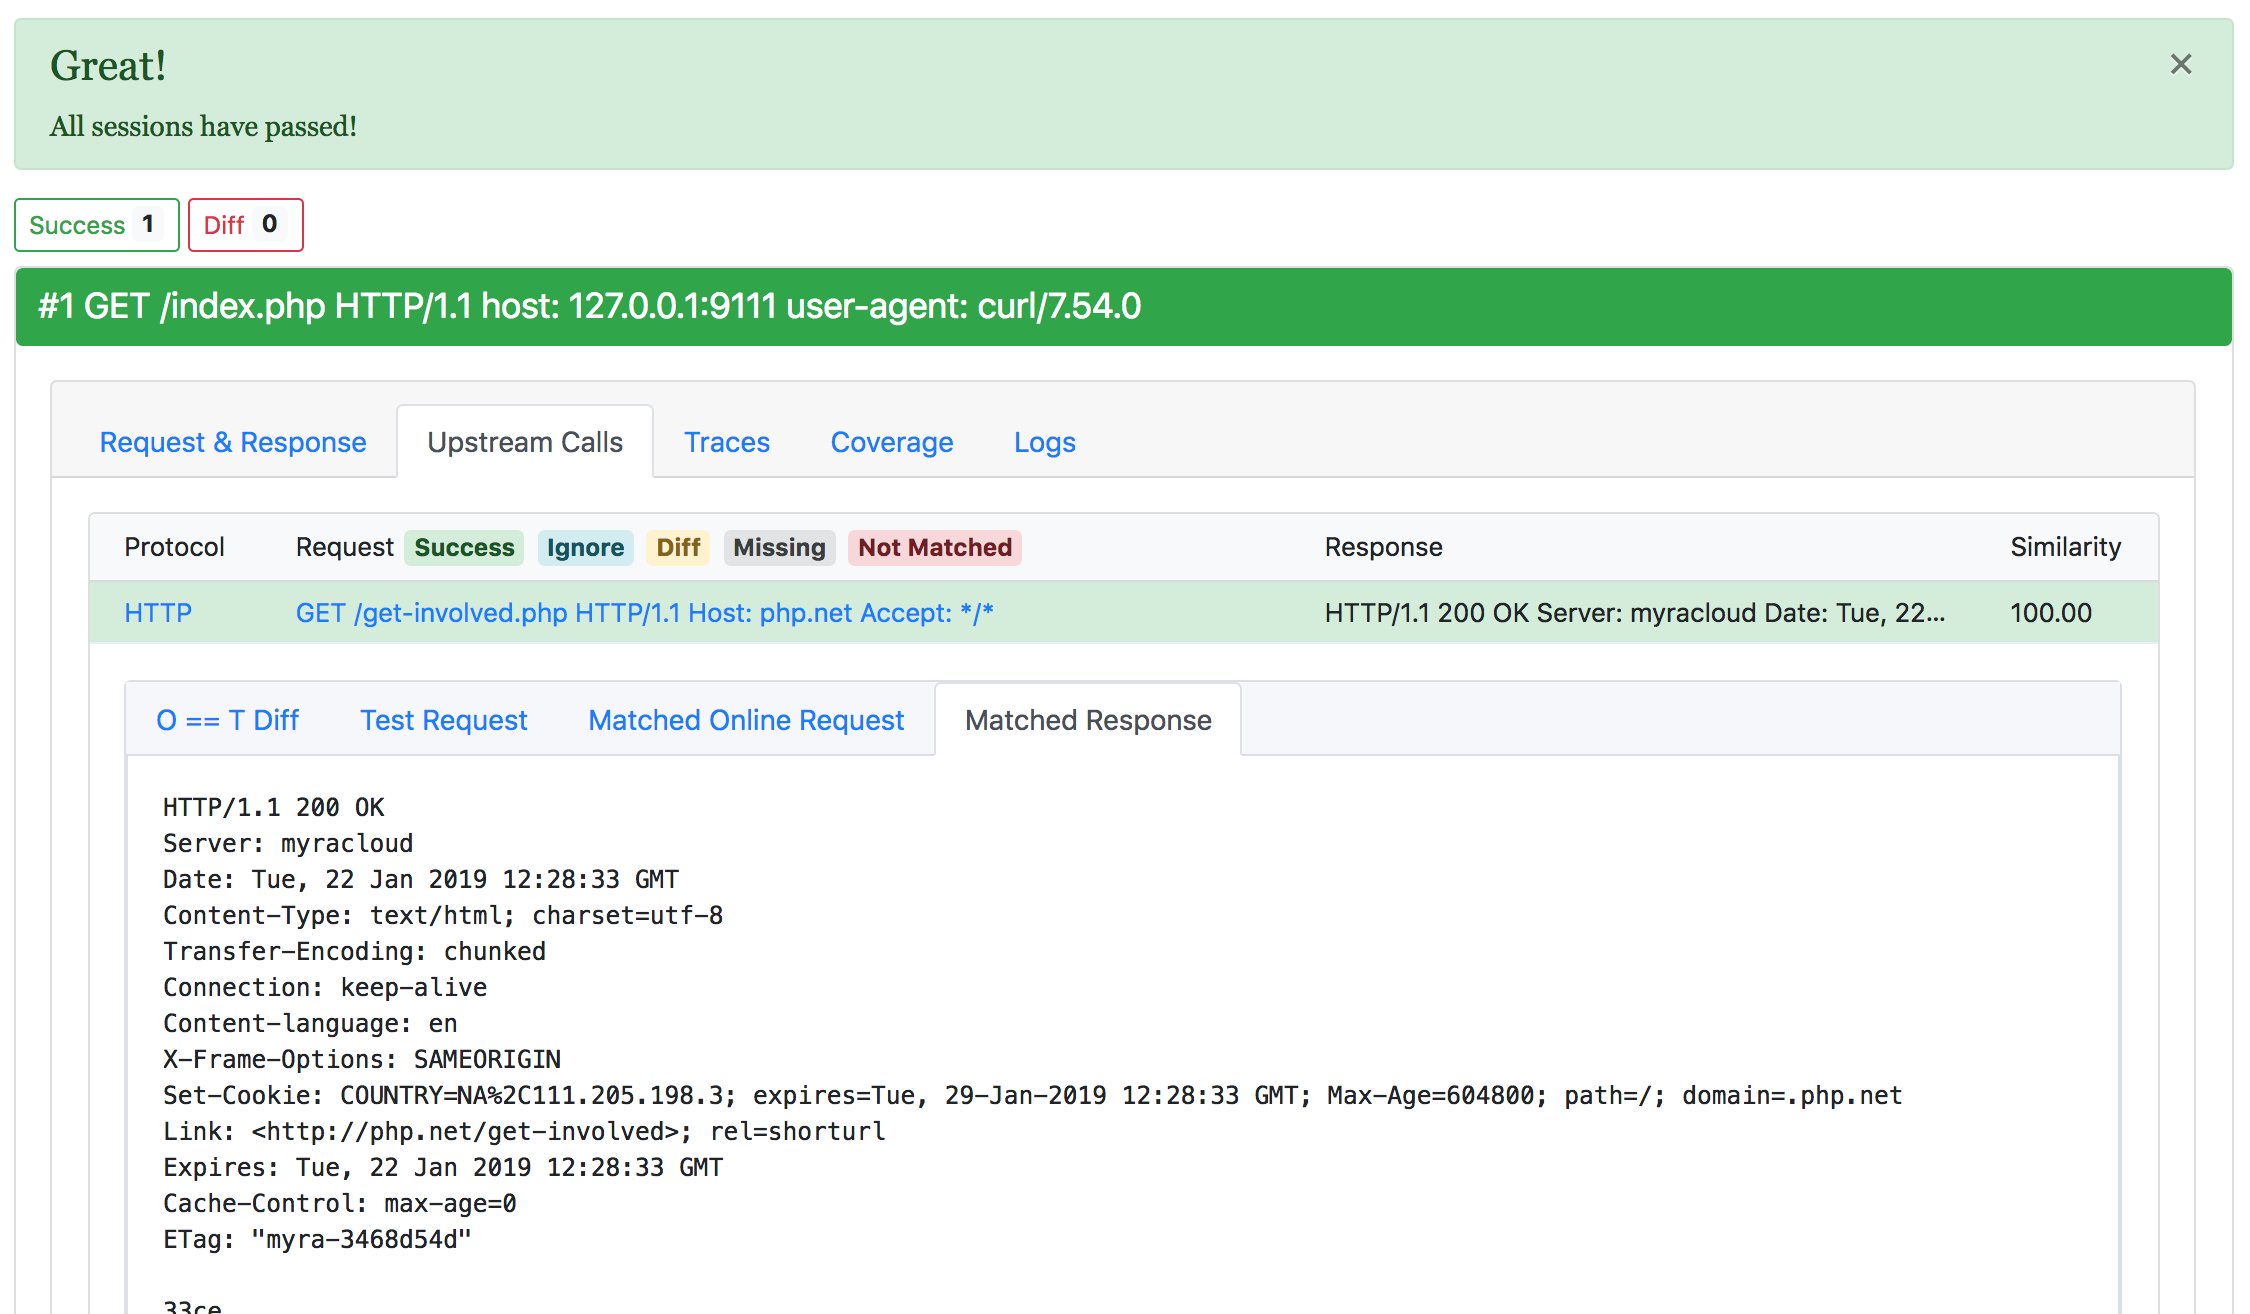 Great!
All sessions have passed!
Success 1 Diff 0
#1 GET /index.php HTTP/1.1 host: 127.0.0.1:9111 user-agent: curl/7.54.0
Request & Response Upstream Calls Traces Coverage Logs
Protocol Request Success Ignore Diff Missing Not Matched Response Similarity
HTTP GET /get-involved.php HTTP/1.1 Host: php.net Accept: */* HTTP/1.1 200 OK Server: myracloud Date: Tue, 22... 100.00
O == T Diff Test Request Matched Online Request Matched Response
HTTP/1.1 200 OK
Server: myracloud
Date: Tue, 22 Jan 2019 12:28:33 GMT
Content-Type: text/html; charset=utf-8
Transfer-Encoding: chunked
Connection: keep-alive
Content-language: en
X-Frame-Options: SAMEORIGIN
Set-Cookie: COUNTRY=NA%2C111.205.198.3; expires=Tue, 29-Jan-2019 12:28:33 GMT; Max-Age=604800; path=/; domain=.php.net
Link: <http://php.net/get-involved>; rel=shorturl
Expires: Tue, 22 Jan 2019 12:28:33 GMT
Cache-Control: max-age=0
ETag: "myra-3468d54d"
33ce